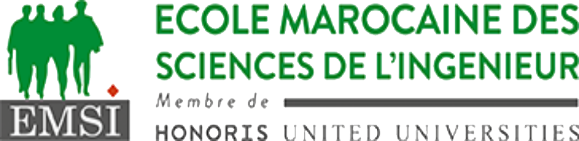 EMSI
ECOLE MAROCAINE DES
SCIENCES DE L'INGENIEUR
Membre de
HONORIS UNITED UNIVERSITIES